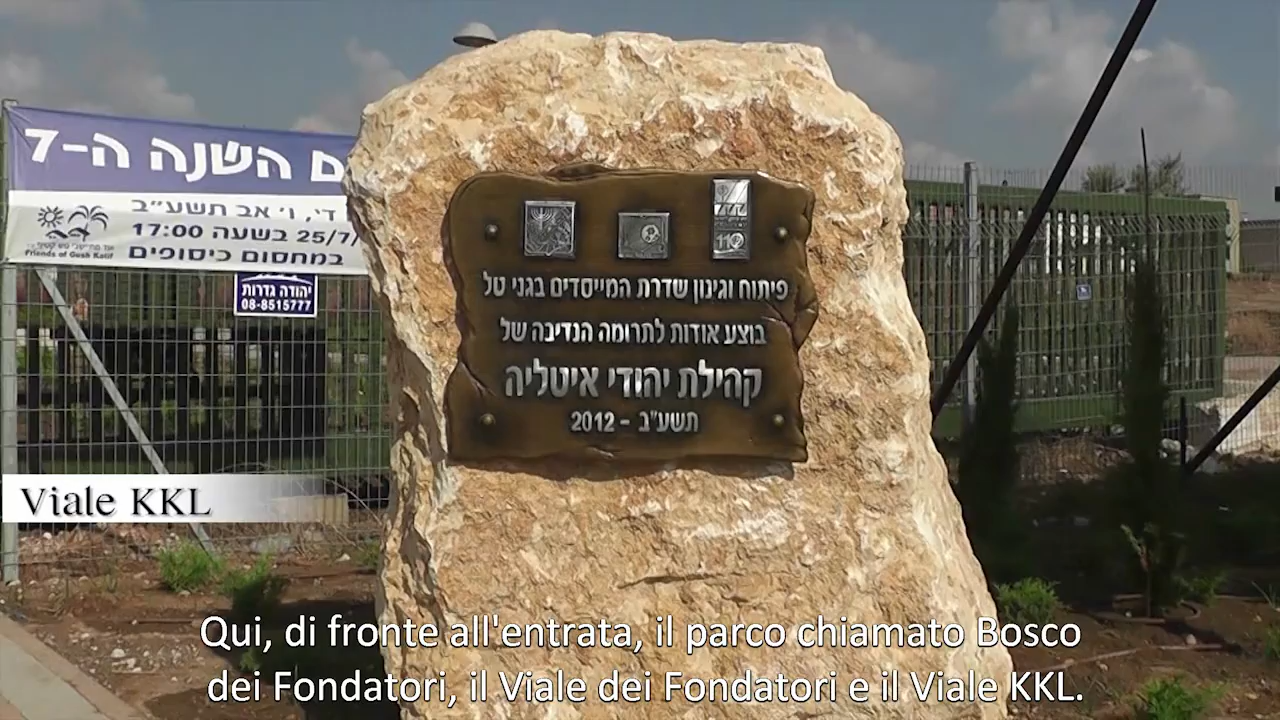 ם השנה ה-7
די, ו' אב תשע"ב
25/7/ בשעה 17:00
במחסום כיסופים
Friends of Gush Katif
יהודה גדרות
08-8515777
110
פיתוח וגינון שדרת המייסדים בגני טל
בוצע אודות לתרומה הנדיבה של
קהילת יהודי איטליה
תשע"ב - 2012
Viale KKL
Qui, di fronte all'entrata, il parco chiamato Bosco
dei Fondatori, il Viale dei Fondatori e il Viale KKL.